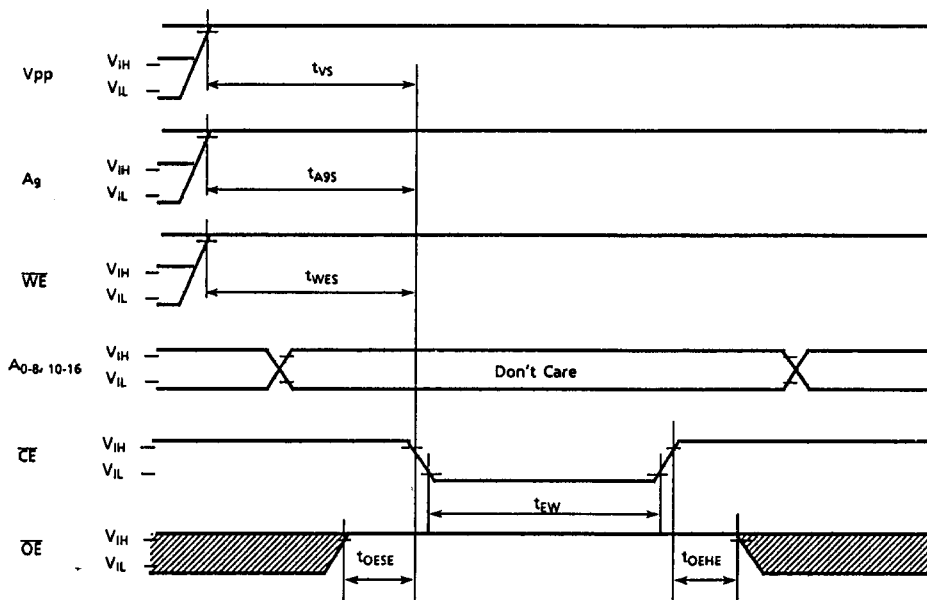 Vpp VIH VIL tVS
A9 VIH VIL tA9S
WE VIH VIL tWES
A0-8, 10-16 VIH VIL Don't Care
CE VIH VIL tEW
OE VIH VIL tOESE tOEHE